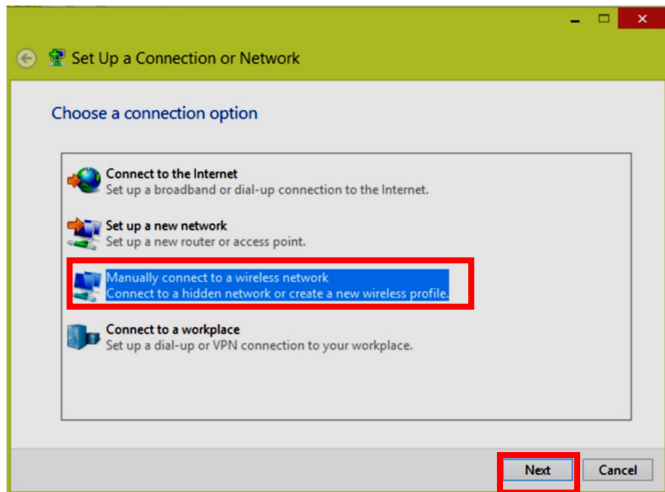 Set Up a Connection or Network
Choose a connection option
Connect to the Internet
Set up a broadband or dial-up connection to the Internet.
Set up a new network
Set up a new router or access point.
Manually connect to a wireless network
Connect to a hidden network or create a new wireless profile.
Connect to a workplace
Set up a dial-up or VPN connection to your workplace.
Next Cancel